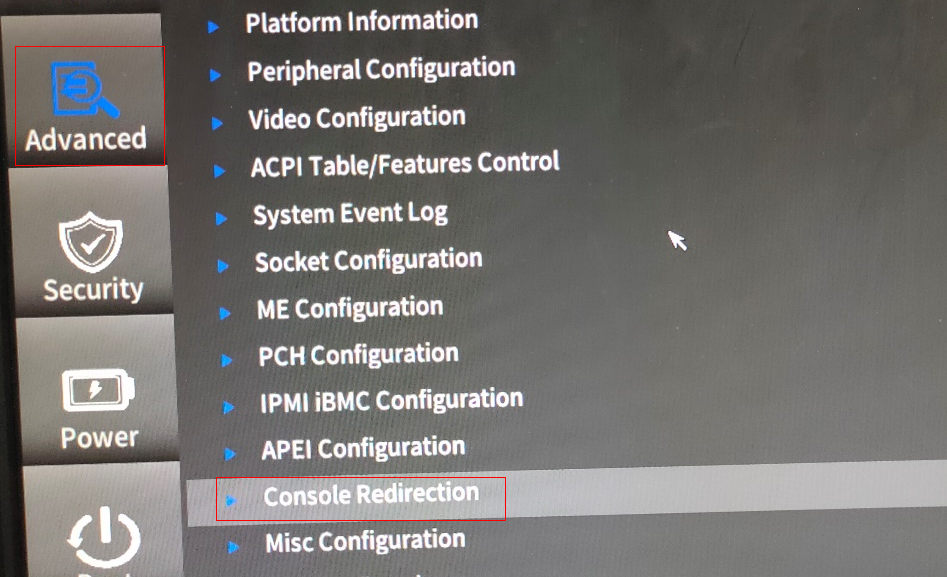 Platform Information
Peripheral Configuration
Advanced
Video Configuration
ACPI Table/Features Control
System Event Log
Security
Socket Configuration
ME Configuration
PCH Configuration
Power
IPMI iBMC Configuration
APEI Configuration
Console Redirection
Misc Configuration